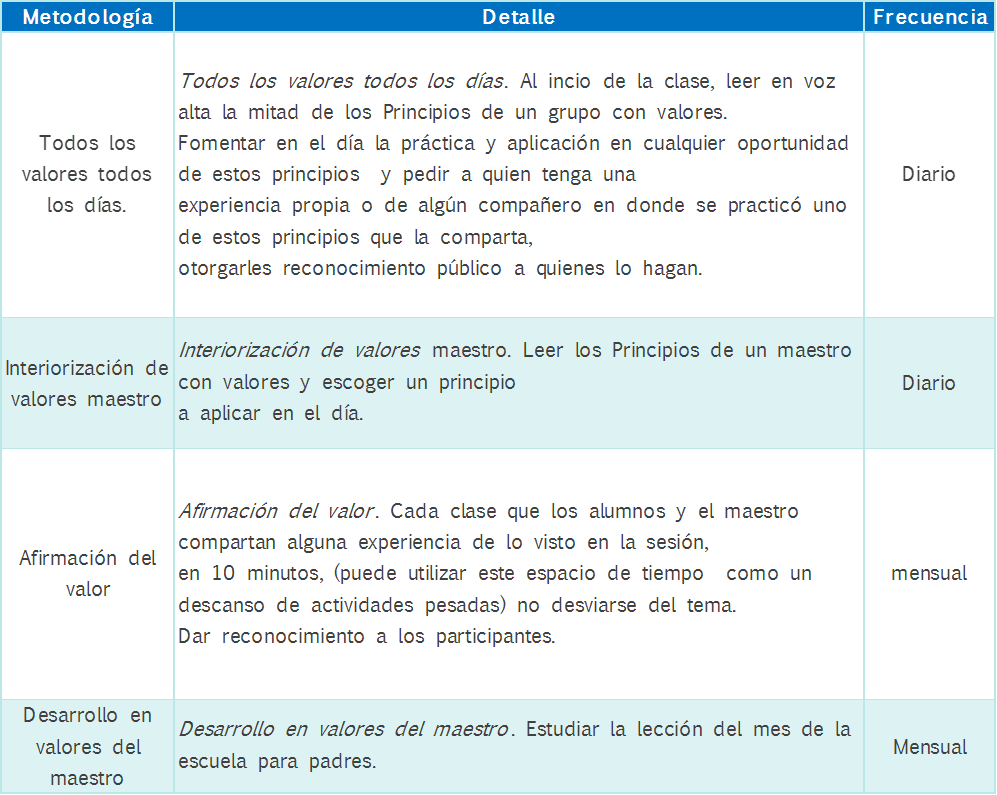 Metodología
Detalle
Frecuencia
Todos los
valores todos
los días.
Todos los valores todos los días. Al incio de la clase, leer en voz
alta la mitad de los Principios de un grupo con valores.
Fomentar en el día la práctica y aplicación en cualquier oportunidad
de estos principios y pedir a quien tenga una
experiencia propia o de algún compañero en donde se practicó uno
de estos principios que la comparta,
otorgarles reconocimiento público a quienes lo hagan.
Diario
Interiorización de
valores maestro
Interiorización de valores maestro. Leer los Principios de un maestro
con valores y escoger un principio
a aplicar en el día.
Diario
Afirmación del
valor
Afirmación del valor. Cada clase que los alumnos y el maestro
compartan alguna experiencia de lo visto en la sesión,
en 10 minutos, (puede utilizar este espacio de tiempo como un
descanso de actividades pesadas) no desviarse del tema.
Dar reconocimiento a los participantes.
mensual
Desarrollo en
valores del
maestro
Desarrollo en valores del maestro. Estudiar la lección del mes de la
escuela para padres.
Mensual